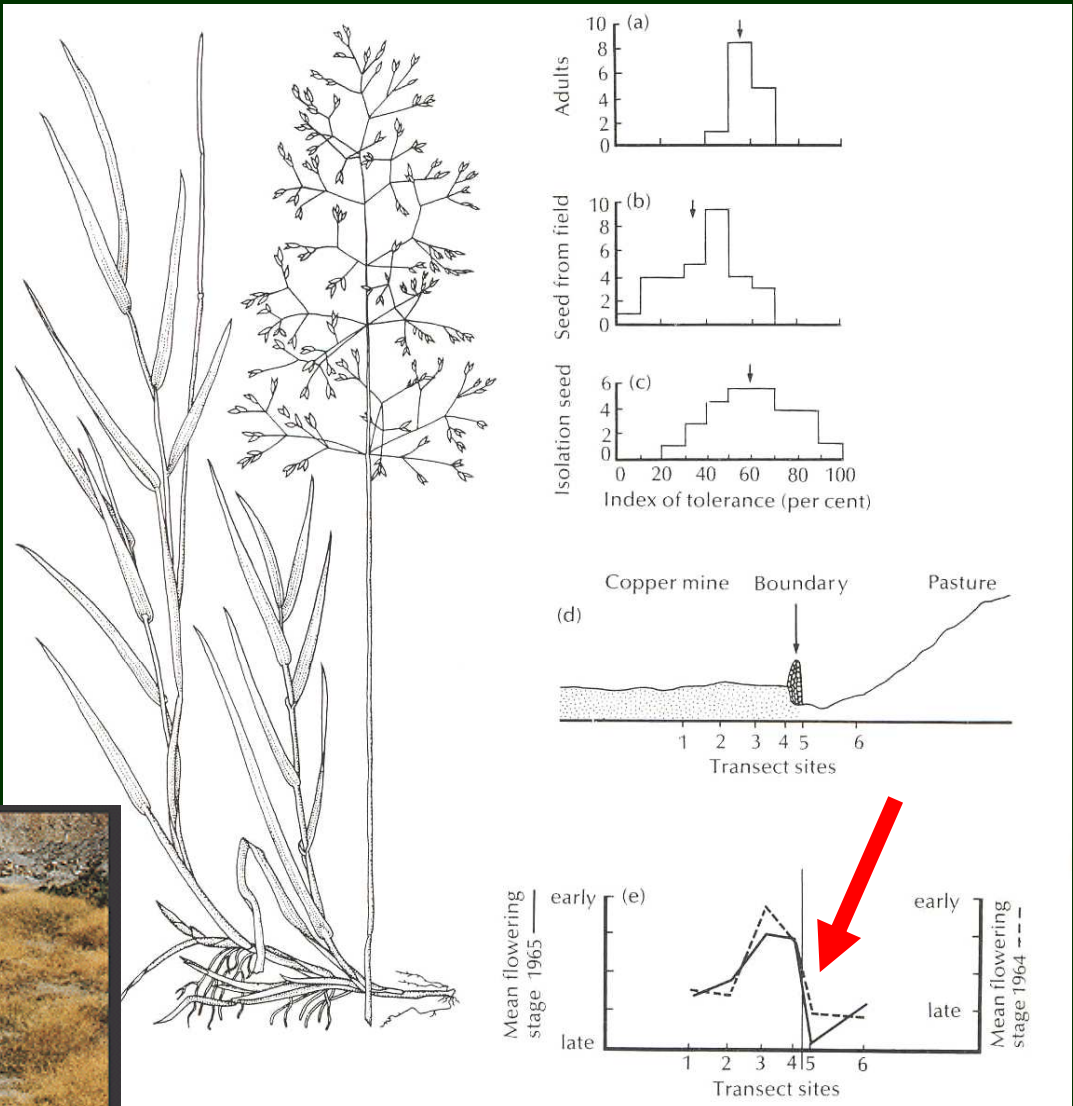 (a)
Adults
10
8
6
4
2
0
(b)
Seed from field
10
8
6
4
2
0
(c)
Isolation seed
6
4
2
0
0 20 40 60 80 100
Index of tolerance (per cent)
Copper mine Boundary Pasture
(d)
1 2 3 4 5 6
Transect sites
(e)
Mean flowering
stage 1965
early
late
early
late
Mean flowering
stage 1964
1 2 3 4 5 6
Transect sites